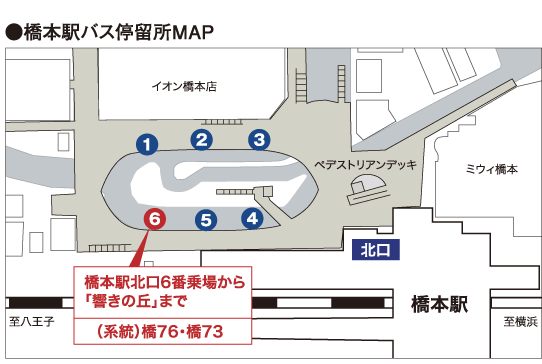 ●橋本駅バス停留所MAP
イオン橋本店
1
2
3
ペデストリアンデッキ
ミウィ橋本
6
5
4
北口
橋本駅北口6番乗場から
「響きの丘」まで
（系統）橋76・橋73
橋本駅
至八王子
至横浜